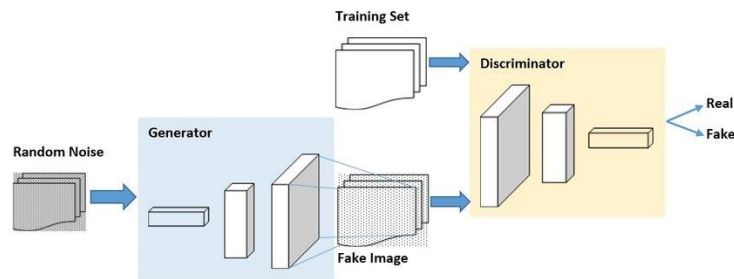 Training Set
Discriminator
Real
Fake
Generator
Random Noise
Fake Image